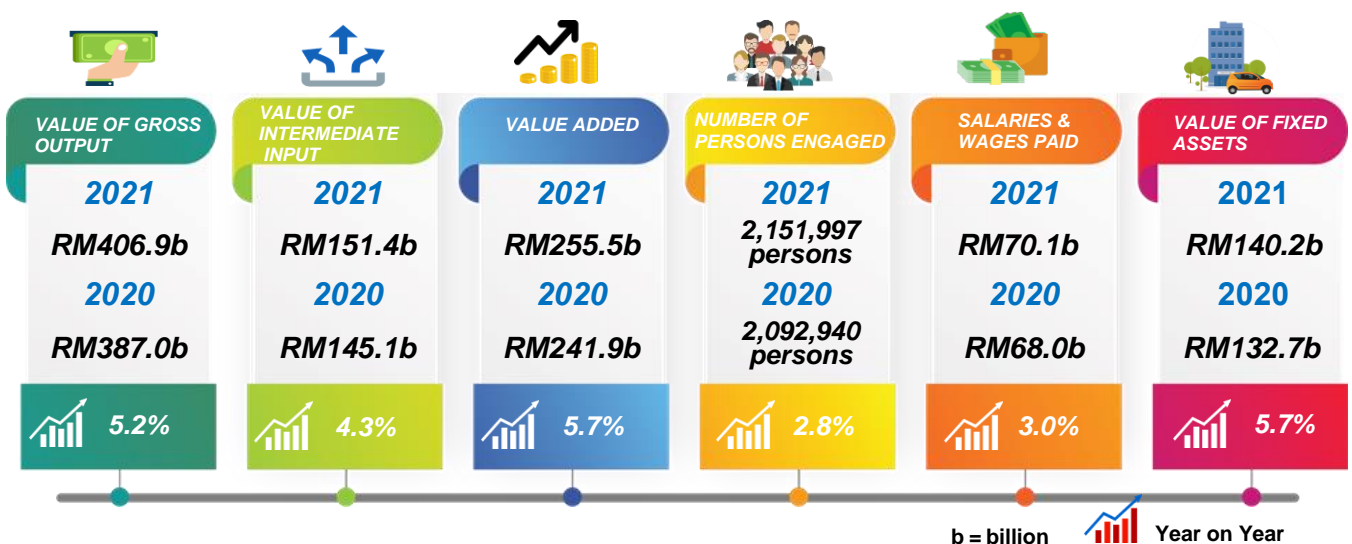 VALUE OF GROSS
OUTPUT
2021
RM406.9b
2020
RM387.0b
5.2%
VALUE OF
INTERMEDIATE
INPUT
2021
RM151.4b
2020
RM145.1b
4.3%
VALUE ADDED
2021
RM255.5b
2020
RM241.9b
5.7%
NUMBER OF
PERSONS ENGAGED
2021
2,151,997
persons
2020
2,092,940
persons
2.8%
SALARIES &
WAGES PAID
2021
RM70.1b
2020
RM68.0b
3.0%
VALUE OF FIXED
ASSETS
2021
RM140.2b
2020
RM132.7b
5.7%
b = billion
Year on Year